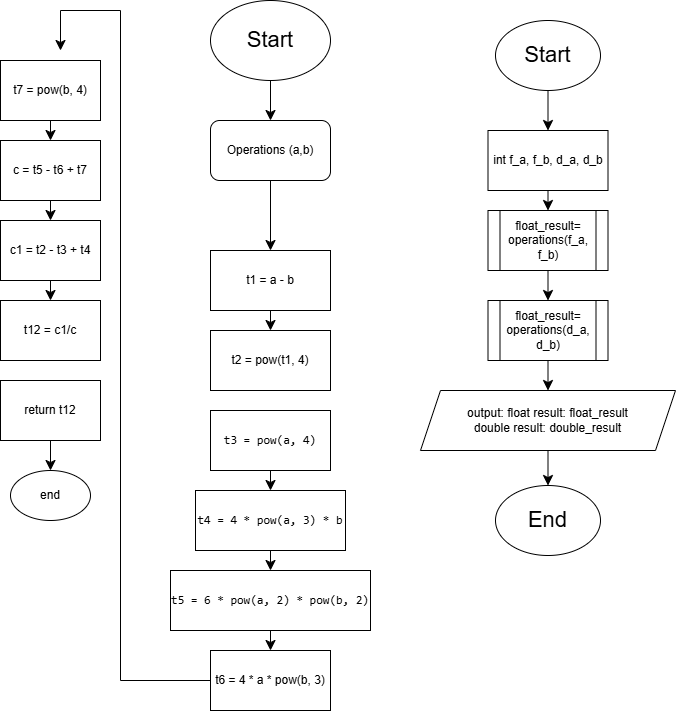 Start
Operations (a,b)
t1 = a - b
t2 = pow(t1, 4)
t3 = pow(a, 4)
t4 = 4 * pow(a, 3) * b
t5 = 6 * pow(a, 2) * pow(b, 2)
t6 = 4 * a * pow(b, 3)
t7 = pow(b, 4)
c = t5 - t6 + t7
c1 = t2 - t3 + t4
t12 = c1/c
return t12
end
Start
int f_a, f_b, d_a, d_b
float_result=
operations(f_a,
f_b)
float_result=
operations(d_a,
d_b)
output: float result: float_result
double result: double_result
End